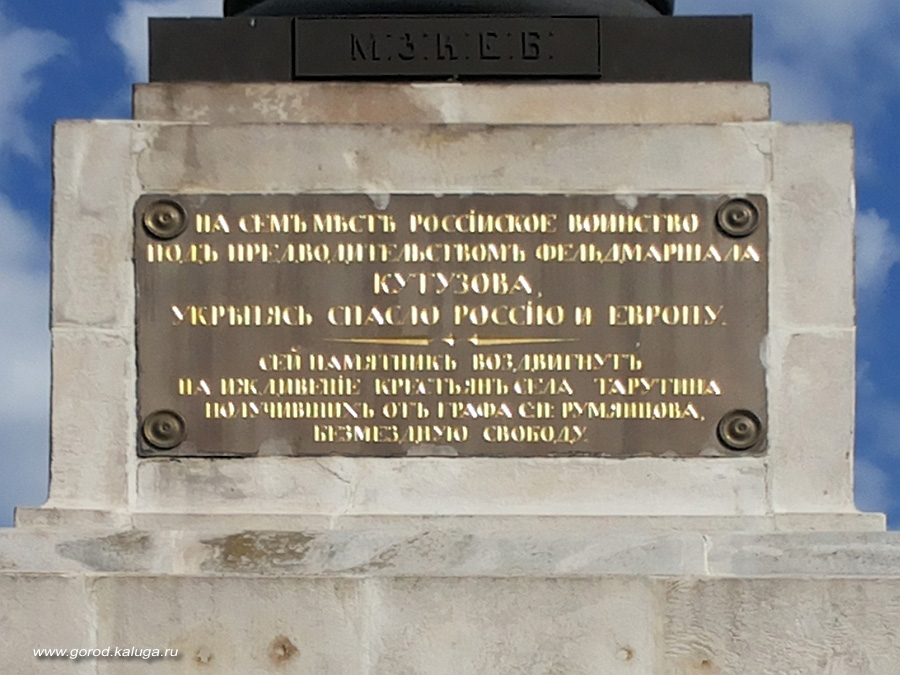 М.З.К.Е.Б.
НА СЕМЪ МѢСТѢ РОССІЙСКОЕ ВОИНСТВО
ПОДЪ ПРЕДВОДИТЕЛЬСТВОМЪ ФЕЛЬДМАРШАЛА
КУТУЗОВА,
УКРѢПЯСЬ СПАСЛО РОССІЮ И ЕВРОПУ.
СЕЙ ПАМЯТНИКЪ ВОЗДВИГНУТЪ
НА ИЖДИВЕНІЕ КРЕСТЬЯНЪ СЕЛА ТАРУТИНА
ПОЛУЧИВШИХЪ ОТЪ ГРАФА С.П. РУМЯНЦОВА,
БЕЗМЕЗДНУЮ СВОБОДУ.
www.gorod.kaluga.ru